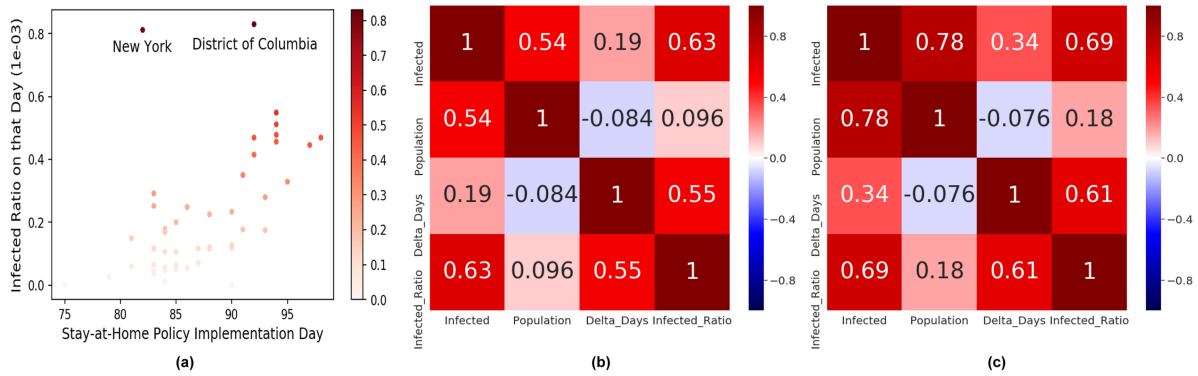 Infected Ratio on that Day (1e-03)
0.8
0.6
0.4
0.2
0.0
New York
District of Columbia
75 80 85 90 95
Stay-at-Home Policy Implementation Day
0.8
0.7
0.6
0.5
0.4
0.3
0.2
0.1
0.0
(a)
Infected
Population
Delta_Days
Infected_Ratio
1 0.54 0.19 0.63
0.54 1 -0.084 0.096
0.19 -0.084 1 0.55
0.63 0.096 0.55 1
Infected Population Delta_Days Infected_Ratio
0.8
0.4
0.0
-0.4
-0.8
(b)
Infected
Population
Delta_Days
Infected_Ratio
1 0.78 0.34 0.69
0.78 1 -0.076 0.18
0.34 -0.076 1 0.61
0.69 0.18 0.61 1
Infected Population Delta_Days Infected_Ratio
0.8
0.4
0.0
-0.4
-0.8
(c)